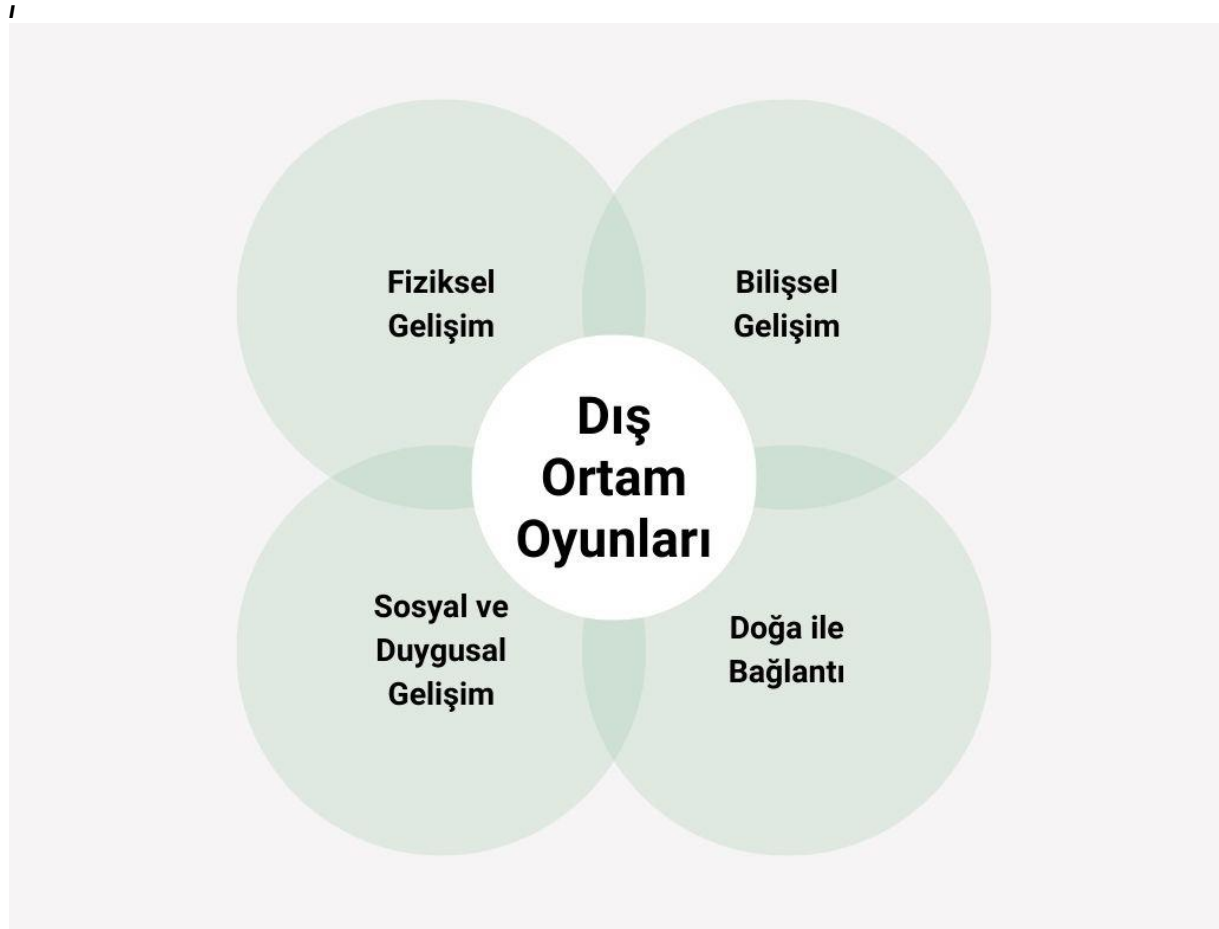 ı
Fiziksel
Gelişim
Bilişsel
Gelişim
Dış
Ortam
Oyunları
Sosyal ve
Duygusal
Gelişim
Doğa ile
Bağlantı